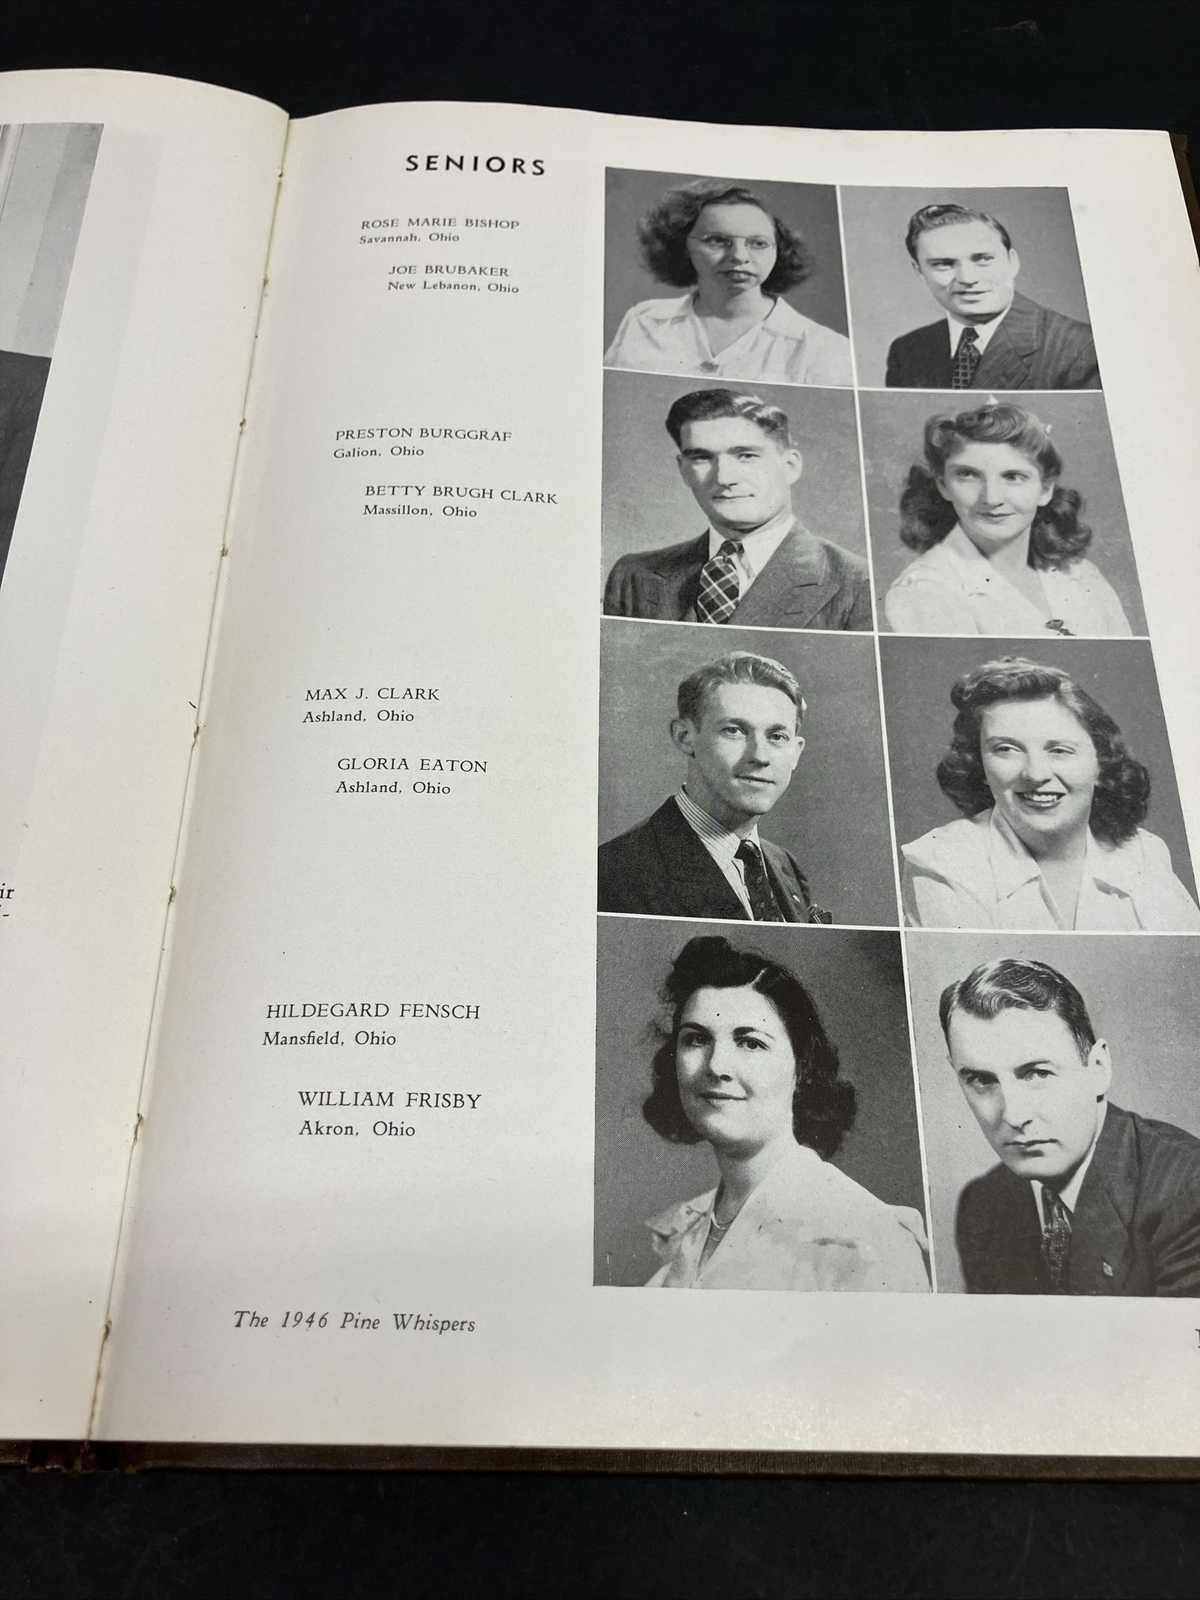 SENIORS
ROSE MARIE BISHOP
Savannah, Ohio
JOE BRUBAKER
New Lebanon, Ohio
PRESTON BURGGRAF
Galion, Ohio
BETTY BRUGH CLARK
Massillon, Ohio
MAX J. CLARK
Ashland, Ohio
GLORIA EATON
Ashland, Ohio
ir
HILDEGARD FENSCH
Mansfield, Ohio
WILLIAM FRISBY
Akron, Ohio
The 1946 Pine Whispers